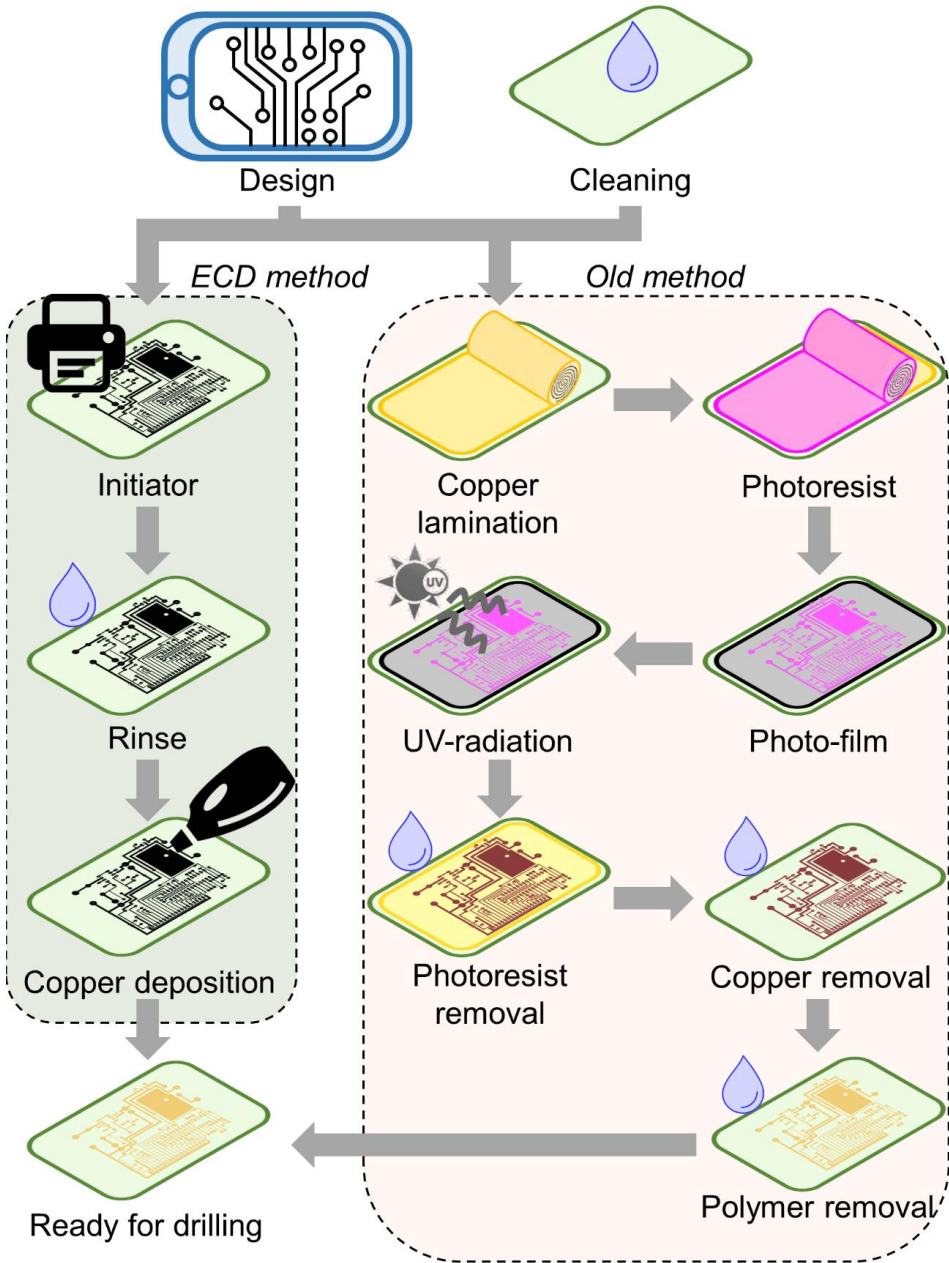 Design
Cleaning
ECD method
Old method
Initiator
Copper
lamination
Photoresist
UV
Rinse
UV-radiation
Photo-film
Copper deposition
Photoresist
removal
Copper removal
Ready for drilling
Polymer removal